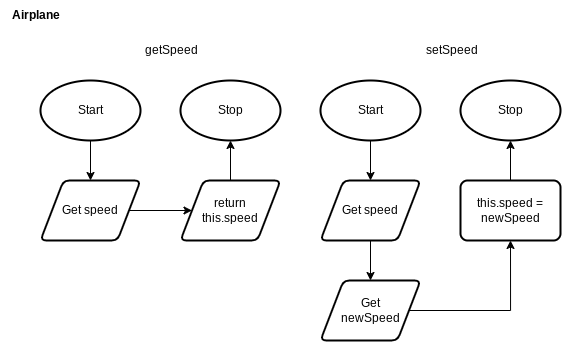 Airplane
getSpeed
setSpeed
Start
Stop
Start
Stop
Get speed
return
this.speed
Get speed
this.speed =
newSpeed
Get
newSpeed